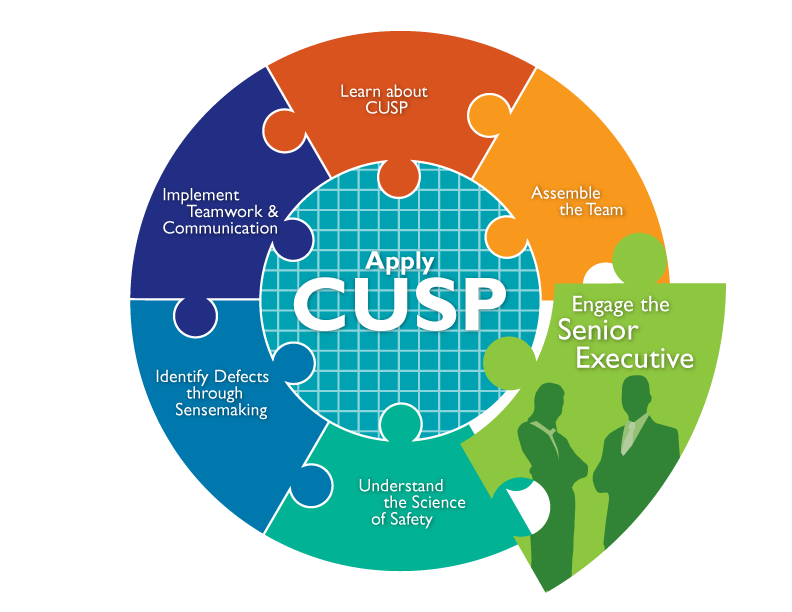 Learn about
CUSP
Assemble
the Team
Engage the
Senior
Executive
Understand
the Science
of Safety
Identify Defects
through
Sensemaking
Implement
Teamwork &
Communication
Apply
CUSP